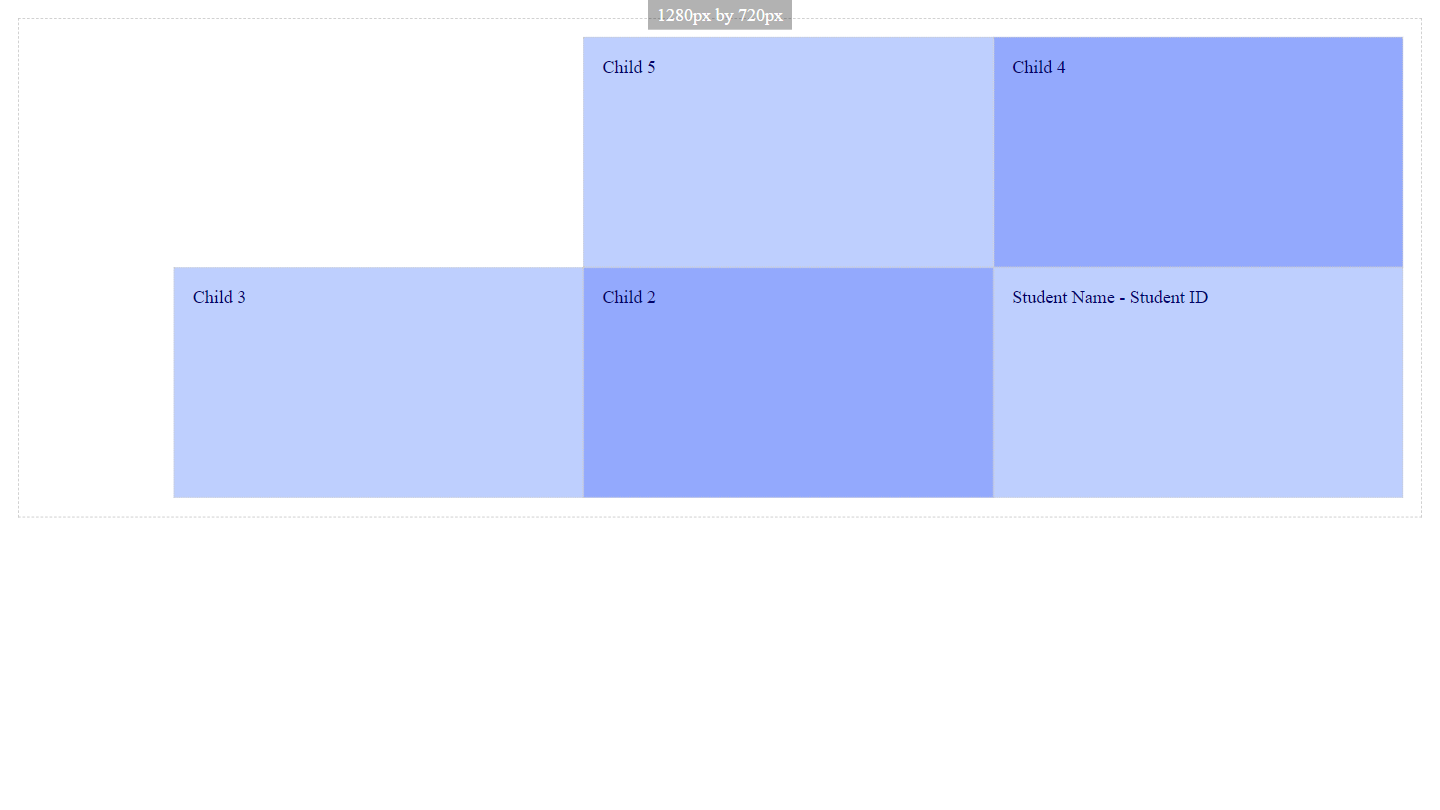 1280px by 720px
Child 5
Child 4
Child 3
Child 2
Student Name - Student ID